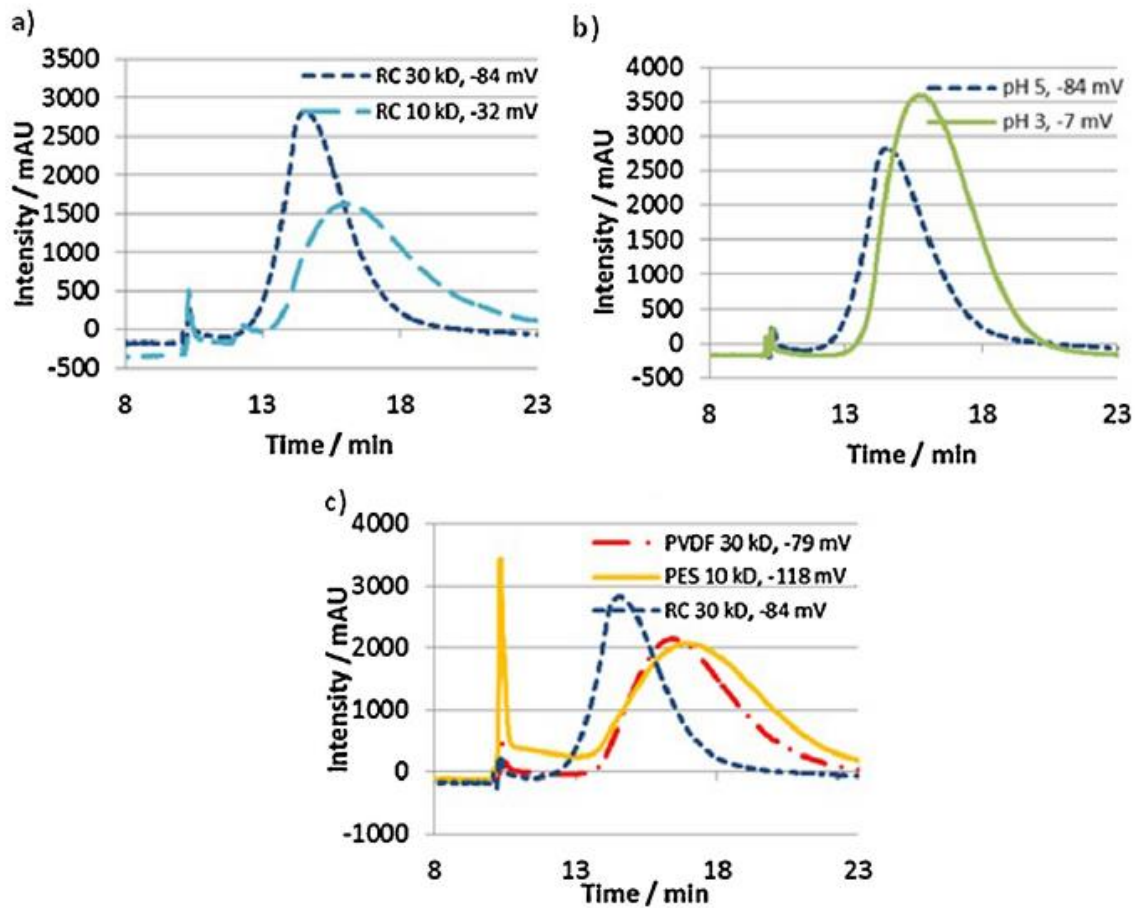 a)
3500
3000
2500
2000
1500
1000
500
0
-500
Intensity / mAU
RC 30 kD, -84 mV
RC 10 kD, -32 mV
8 13 18 23
Time / min
b)
4000
3500
3000
2500
2000
1500
1000
500
0
-500
Intensity / mAU
pH 5, -84 mV
pH 3, -7 mV
8 13 18 23
Time / min
c)
4000
3000
2000
1000
0
-1000
Intensity / mAU
PVDF 30 kD, -79 mV
PES 10 kD, -118 mV
RC 30 kD, -84 mV
8 13 18 23
Time / min